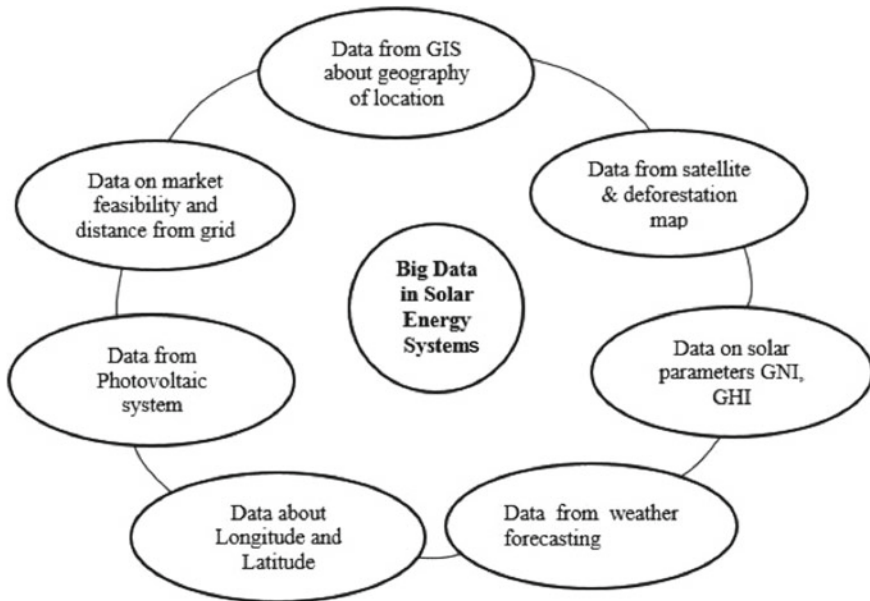 Data from GIS
about geography
of location
Data from satellite
& deforestation
map
Data on solar
parameters GNI,
GHI
Data from weather
forecasting
Data about
Longitude and
Latitude
Data from
Photovoltaic
system
Data on market
feasibility and
distance from grid
Big Data
in Solar
Energy
Systems